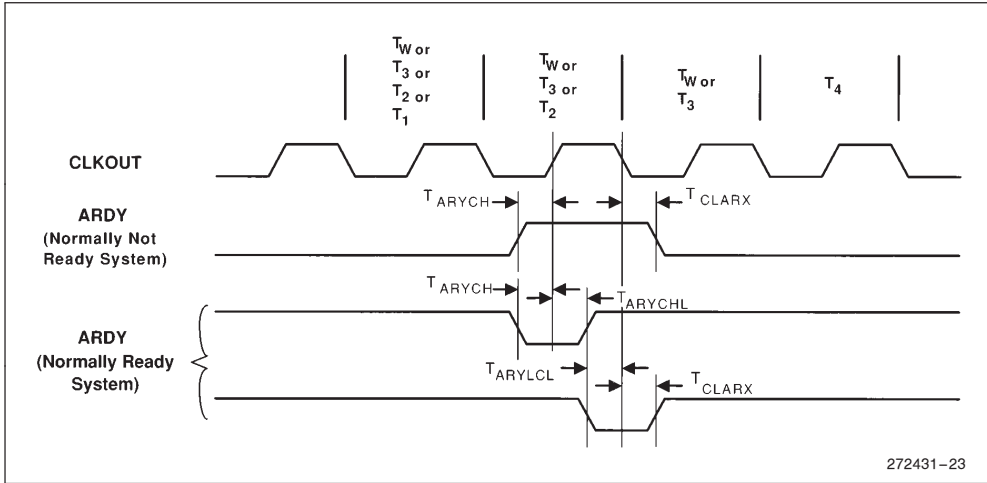 TW or
T3 or
T2 or
T1
TW or
T3 or
T2
TW or
T3
T4
CLKOUT
TARYCH
TCLARX
ARDY
(Normally Not
Ready System)
TARYCH
TARYCHL
ARDY
(Normally Ready
System)
TARYLCL
TCLARX
272431–23